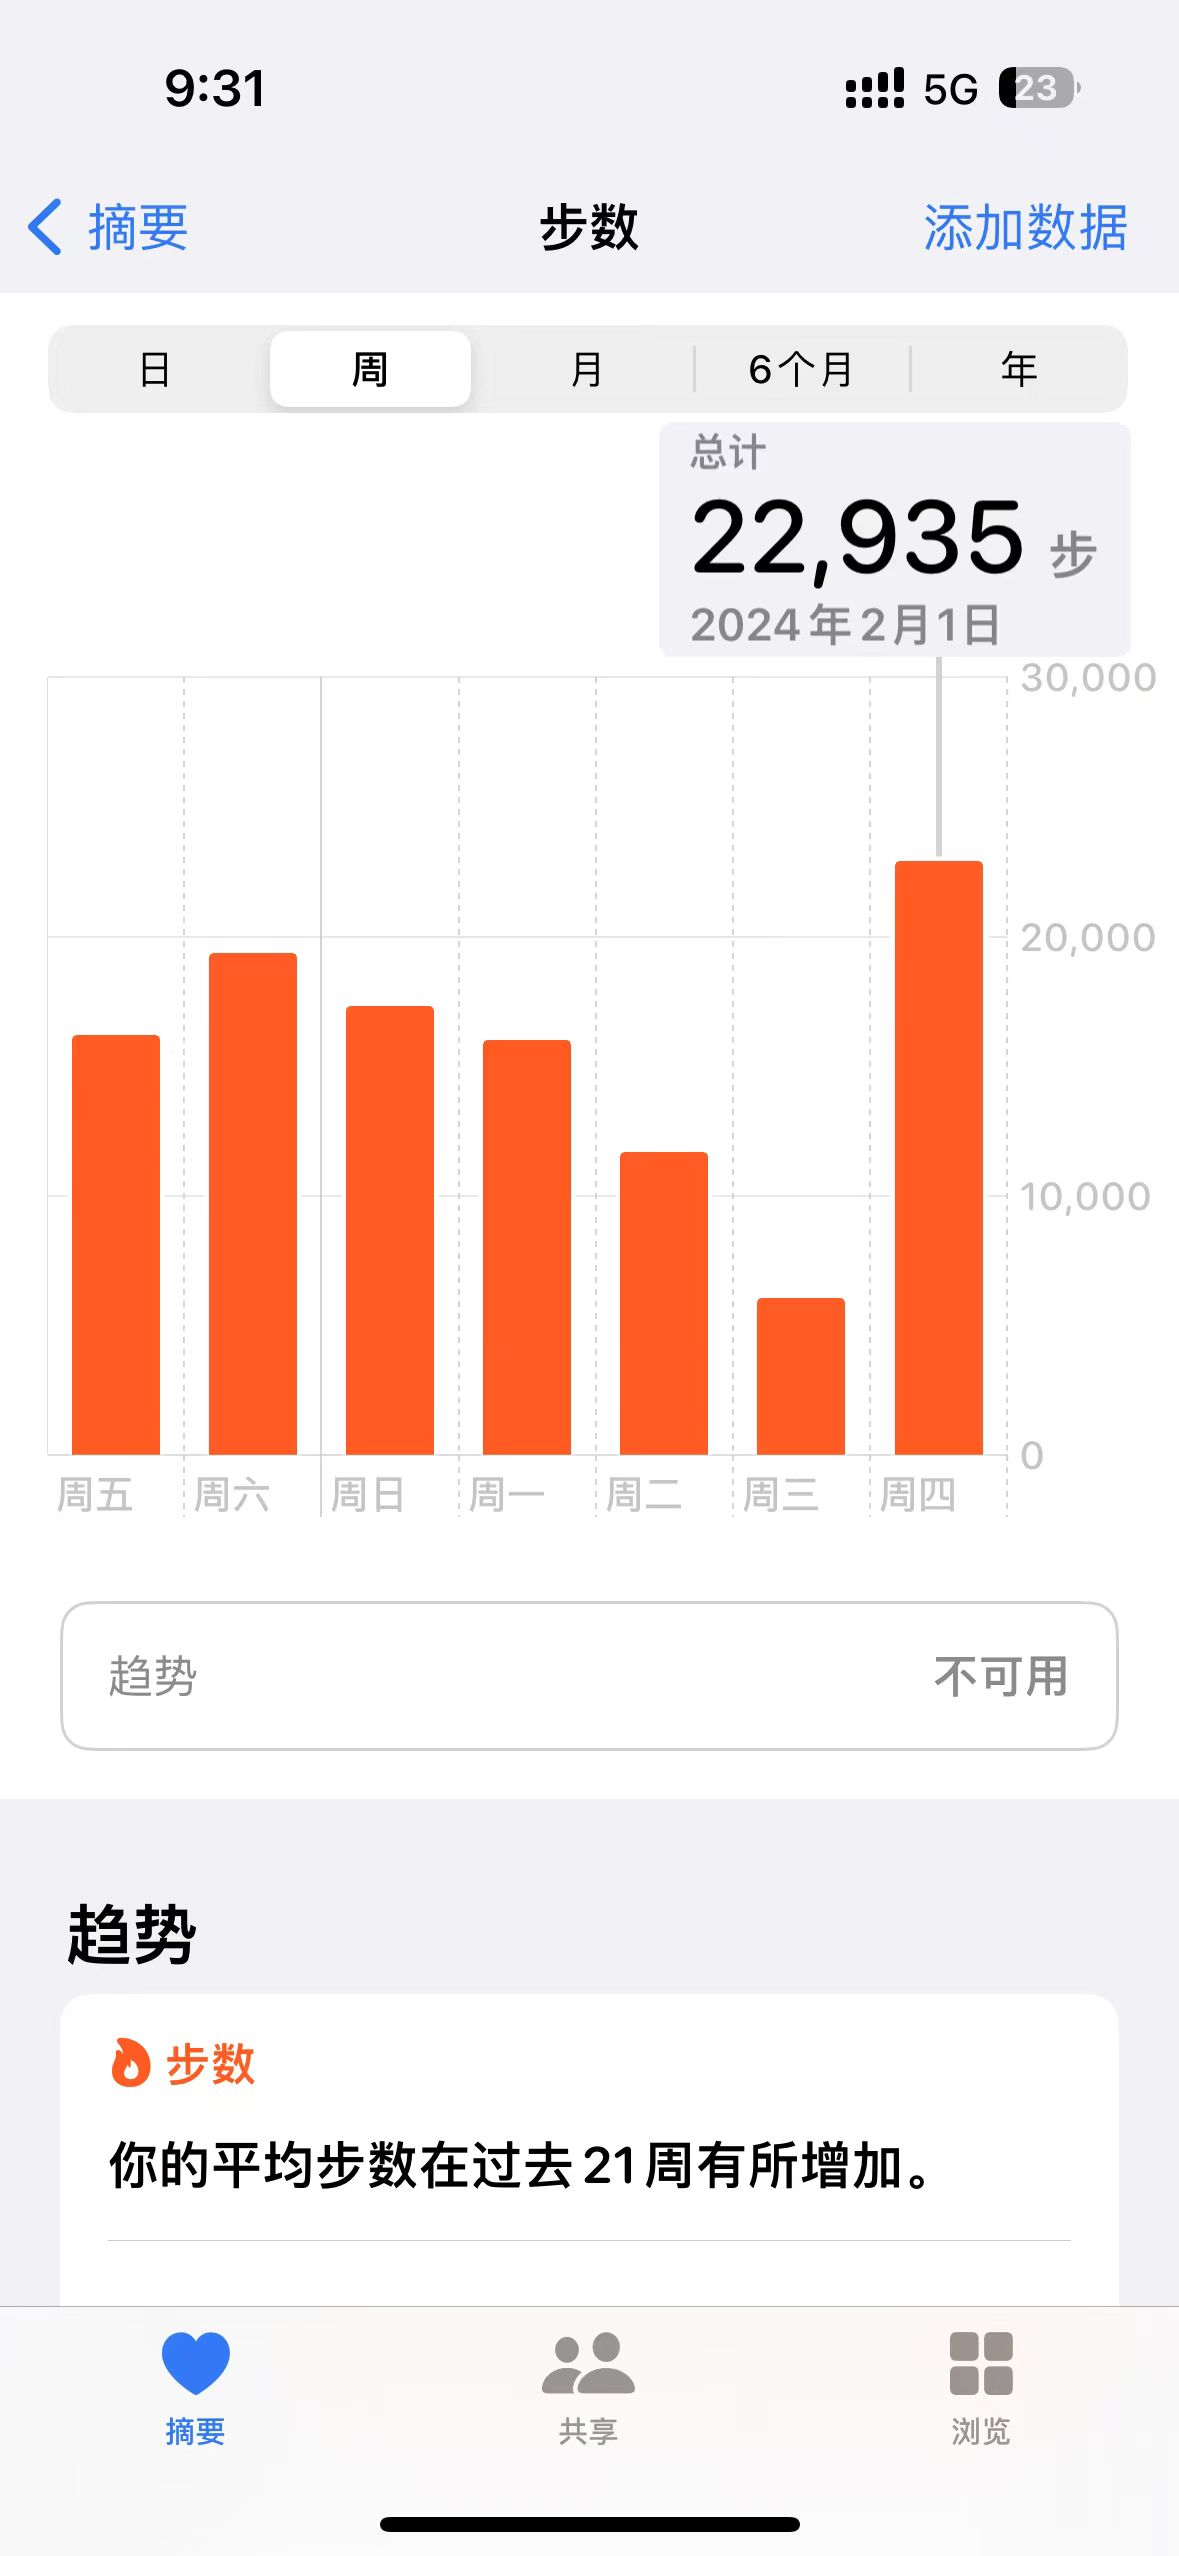 9:31 5G 23
摘要 步数 添加数据
日 周 月 6个月 年
总计
22,935 步
2024年2月1日
30,000
20,000
10,000
0
周五 周六 周日 周一 周二 周三 周四
趋势 不可用
趋势
步数
你的平均步数在过去21周有所增加。
摘要 共享 浏览